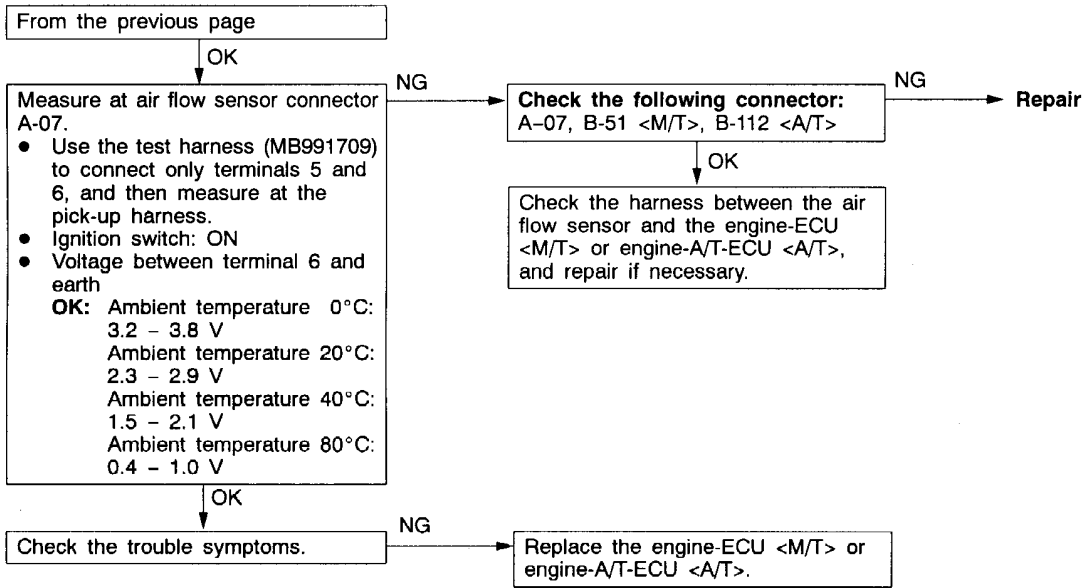 From the previous page
OK
Measure at air flow sensor connector
A-07.
● Use the test harness (MB991709)
to connect only terminals 5 and
6, and then measure at the
pick-up harness.
● Ignition switch: ON
● Voltage between terminal 6 and
earth
OK: Ambient temperature 0°C:
3.2 – 3.8 V
Ambient temperature 20°C:
2.3 – 2.9 V
Ambient temperature 40°C:
1.5 – 2.1 V
Ambient temperature 80°C:
0.4 – 1.0 V
NG
Check the following connector:
A–07, B-51 <M/T>, B-112 <A/T>
NG
Repair
OK
Check the harness between the air
flow sensor and the engine-ECU
<M/T> or engine-A/T-ECU <A/T>,
and repair if necessary.
OK
Check the trouble symptoms.
NG
Replace the engine-ECU <M/T> or
engine-A/T-ECU <A/T>.